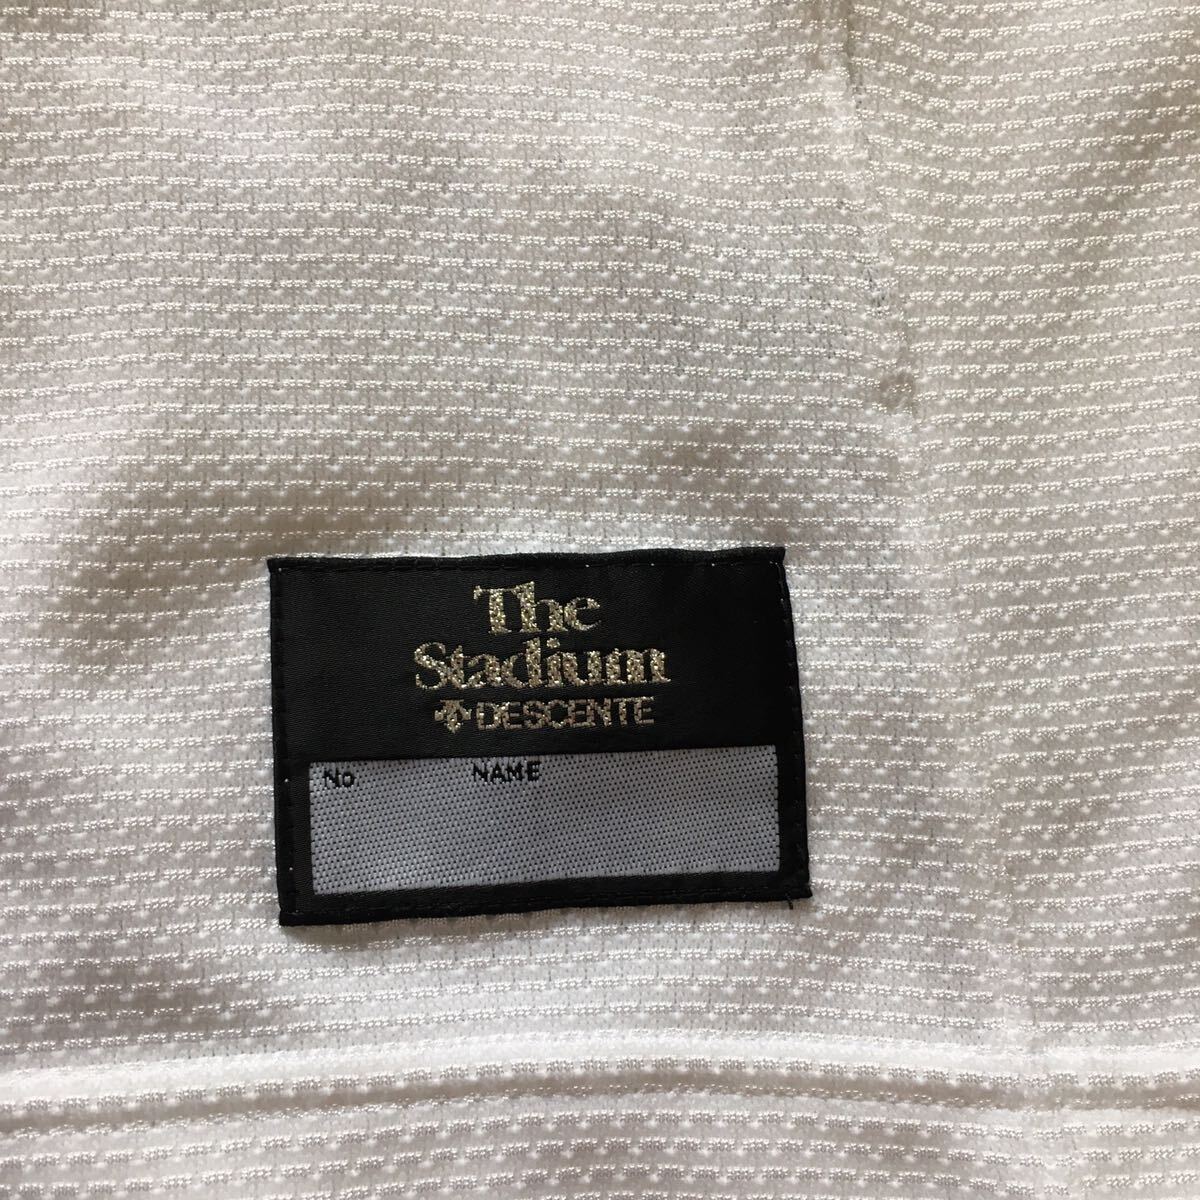 The
Stadium
DESCENTE
No NAME